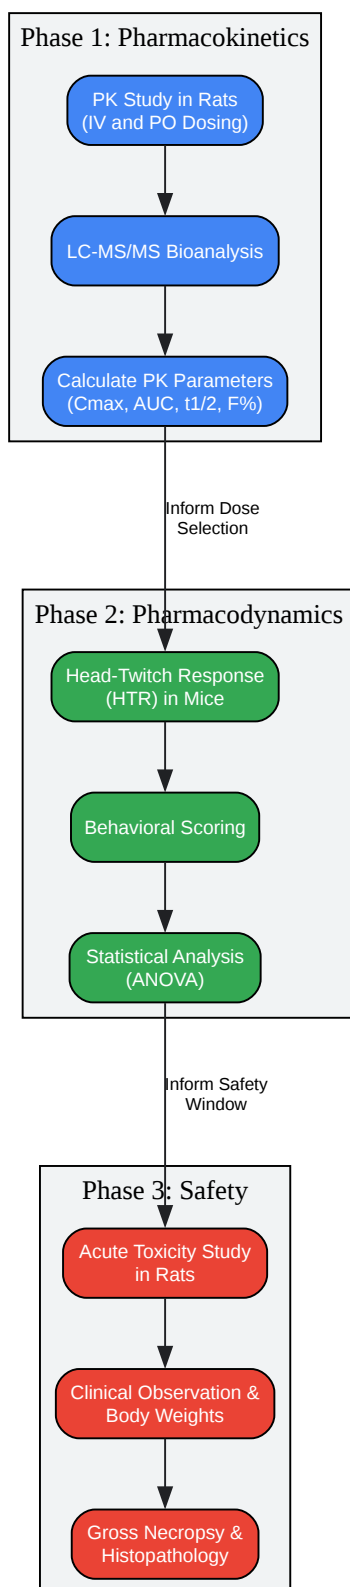 Phase 1: Pharmacokinetics
PK Study in Rats
(IV and PO Dosing)
LC-MS/MS Bioanalysis
Calculate PK Parameters
(Cmax, AUC, t1/2, F%)
Inform Dose
Selection
Phase 2: Pharmacodynamics
Head-Twitch Response
(HTR) in Mice
Behavioral Scoring
Statistical Analysis
(ANOVA)
Inform Safety
Window
Phase 3: Safety
Acute Toxicity Study
in Rats
Clinical Observation &
Body Weights
Gross Necropsy &
Histopathology